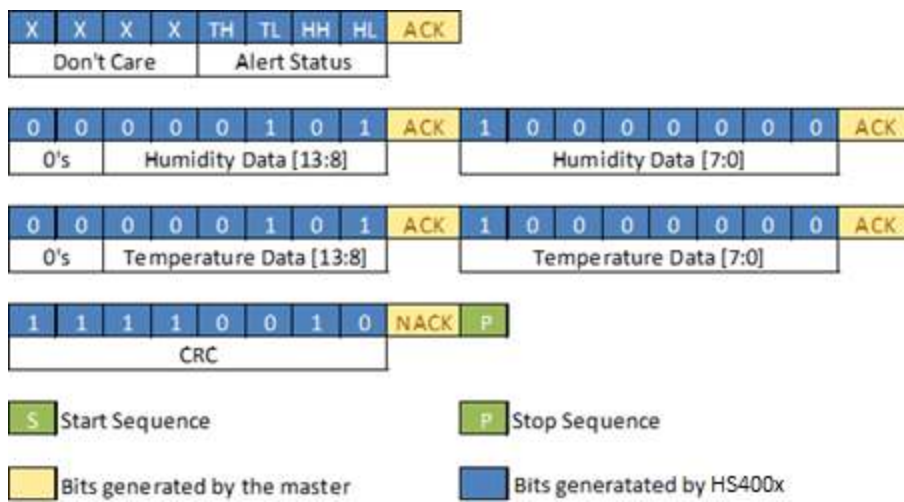 X X X X TH TL HH HL ACK
Don't Care Alert Status
0 0 0 0 0 1 0 1 ACK 1 0 0 0 0 0 0 0 ACK
0's Humidity Data [13:8] Humidity Data [7:0]
0 0 0 0 0 1 0 1 ACK 1 0 0 0 0 0 0 0 ACK
0's Temperature Data [13:8] Temperature Data [7:0]
1 1 1 1 0 0 1 0 NACK P
CRC
S Start Sequence P Stop Sequence
Bits generated by the master Bits generatated by HS400x